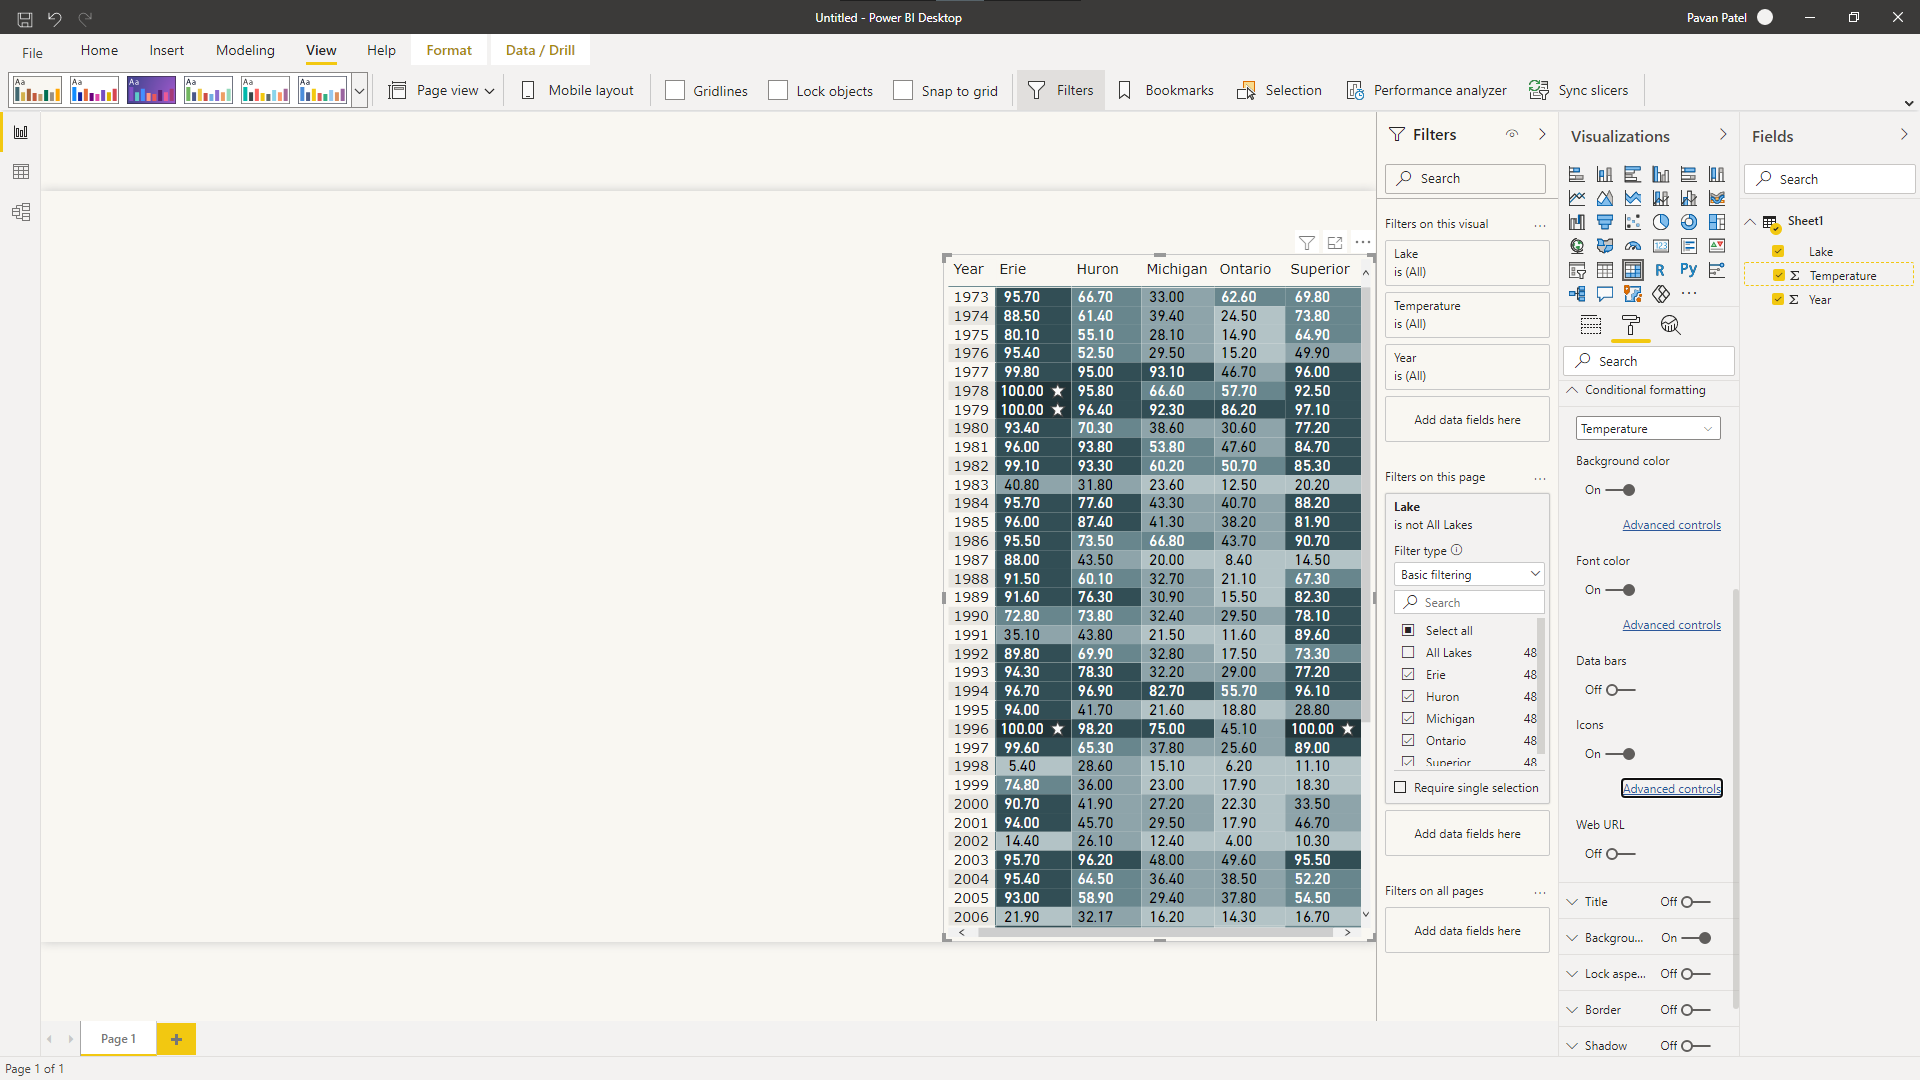 Untitled - Power BI Desktop
Pavan Patel
File Home Insert Modeling View Help Format Data / Drill
Aa Aa Aa Aa Aa Aa Page view Mobile layout Gridlines Lock objects Snap to grid Filters Bookmarks Selection Performance analyzer Sync slicers
Year Erie Huron Michigan Ontario Superior
1973 95.70 66.70 33.00 62.60 69.80
1974 88.50 61.40 39.40 24.50 73.80
1975 80.10 55.10 28.10 14.90 64.90
1976 95.40 52.50 29.50 15.20 49.90
1977 99.80 95.00 93.10 46.70 96.00
1978 100.00 95.80 66.60 57.70 92.50
1979 100.00 96.40 92.30 86.20 97.10
1980 93.40 70.30 38.60 30.60 77.20
1981 96.00 93.80 53.80 47.60 84.70
1982 99.10 93.30 60.20 50.70 85.30
1983 40.80 31.80 23.60 12.50 20.20
1984 95.70 77.60 43.30 40.70 88.20
1985 96.00 87.40 41.30 38.20 81.90
1986 95.50 73.50 66.80 43.70 90.70
1987 88.00 43.50 20.00 8.40 14.50
1988 91.50 60.10 32.70 21.10 67.30
1989 91.60 76.30 30.90 15.50 82.30
1990 72.80 73.80 32.40 29.50 78.10
1991 35.10 43.80 21.50 11.60 89.60
1992 89.80 69.90 32.80 17.50 73.30
1993 94.30 78.30 32.20 29.00 77.20
1994 96.70 96.90 82.70 55.70 96.10
1995 94.00 41.70 21.60 18.80 28.80
1996 100.00 98.20 75.00 45.10 100.00
1997 99.60 65.30 37.80 25.60 89.00
1998 5.40 28.60 15.10 6.20 11.10
1999 74.80 36.00 23.00 17.90 18.30
2000 90.70 41.90 27.20 22.30 33.50
2001 94.00 45.70 29.50 17.90 46.70
2002 14.40 26.10 12.40 4.00 10.30
2003 95.70 96.20 48.00 49.60 95.50
2004 95.40 64.50 36.40 38.50 52.20
2005 93.00 58.90 29.40 37.80 54.50
2006 21.90 32.17 16.20 14.30 16.70
Filters
Search
Filters on this visual ...
Lake
is (All)
Temperature
is (All)
Year
is (All)
Add data fields here
Filters on this page ...
Lake
is not All Lakes
Filter type
Basic filtering
Search
Select all
All Lakes 48
Erie 48
Huron 48
Michigan 48
Ontario 48
Superior 48
Require single selection
Add data fields here
Filters on all pages ...
Add data fields here
Visualizations
123
R Py
...
Search
Conditional formatting
Temperature
Background color
On
Advanced controls
Font color
On
Advanced controls
Data bars
Off
Icons
On
Advanced controls
Web URL
Off
Title Off
Backgrou... On
Lock aspe... Off
Border Off
Shadow Off
Fields
Search
Sheet1
Lake
Σ Temperature
Σ Year
Page 1
Page 1 of 1